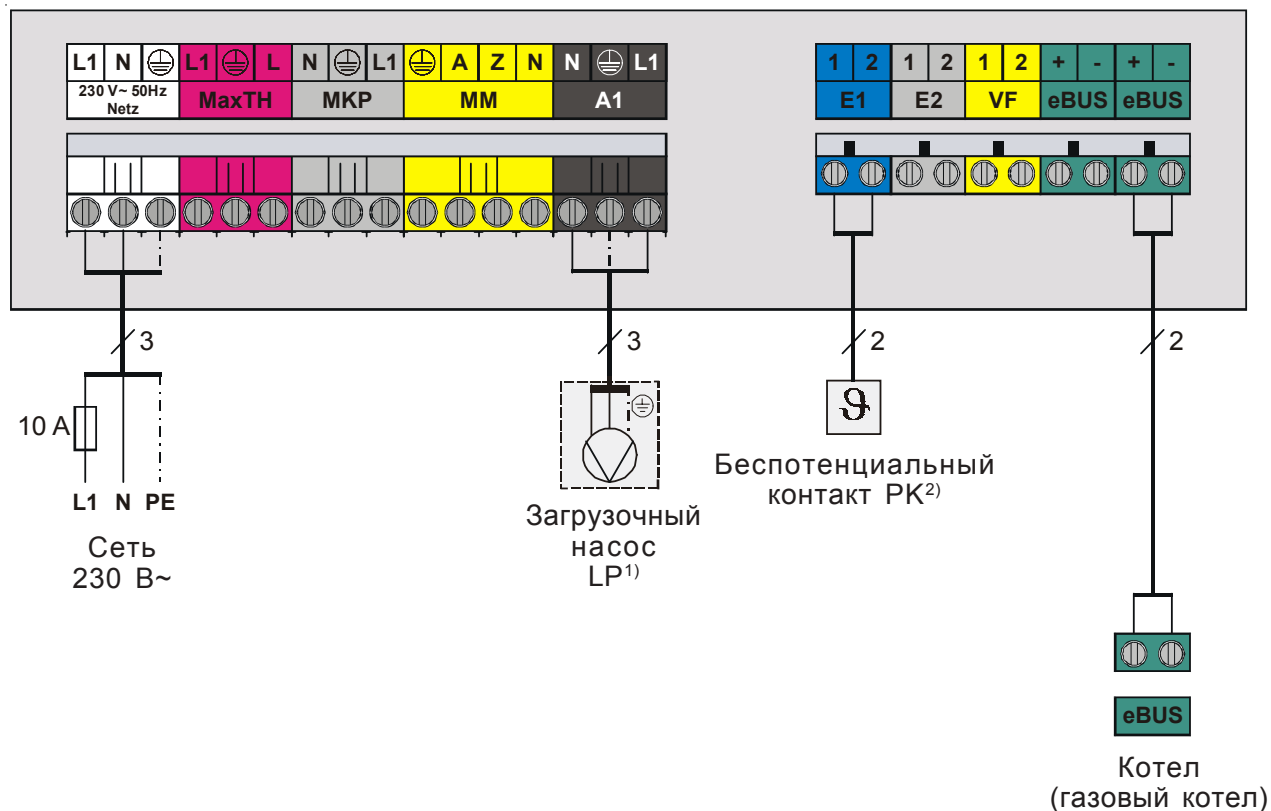 L1 N L1 L N L1 A Z N N L1
230 V~ 50Hz
Netz
MaxTH MKP MM A1
1 2 1 2 1 2 + - + -
E1 E2 VF eBUS eBUS
3
3
2
2
10 A
L1 N PE
Сеть
230 В~
Загрузочный
насос
LP1)
ϑ
Беспотенциальный
контакт PK2)
eBUS
Котел
(газовый котел)